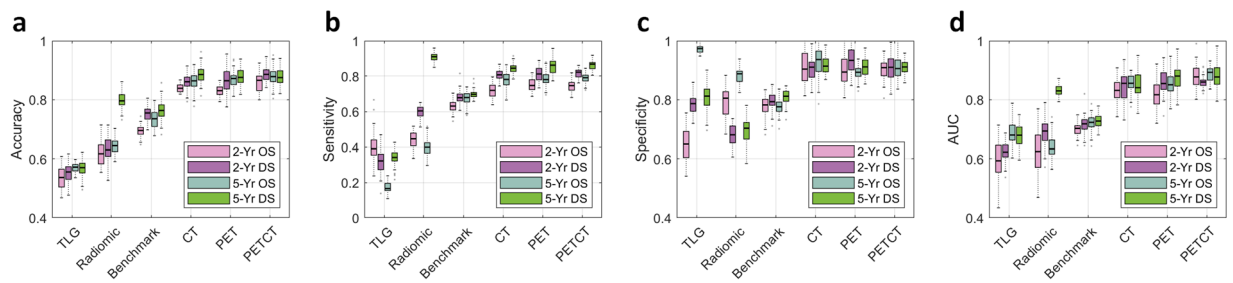 a
1
0.8
0.6
0.4
Accuracy
TLG
Radiomic
Benchmark
CT
PET
PETCT
2-Yr OS
2-Yr DS
5-Yr OS
5-Yr DS
b
1
0.8
0.6
0.4
0.2
0
Sensitivity
TLG
Radiomic
Benchmark
CT
PET
PETCT
2-Yr OS
2-Yr DS
5-Yr OS
5-Yr DS
c
1
0.8
0.6
0.4
Specificity
TLG
Radiomic
Benchmark
CT
PET
PETCT
2-Yr OS
2-Yr DS
5-Yr OS
5-Yr DS
d
1
0.8
0.6
0.4
AUC
TLG
Radiomic
Benchmark
CT
PET
PETCT
2-Yr OS
2-Yr DS
5-Yr OS
5-Yr DS